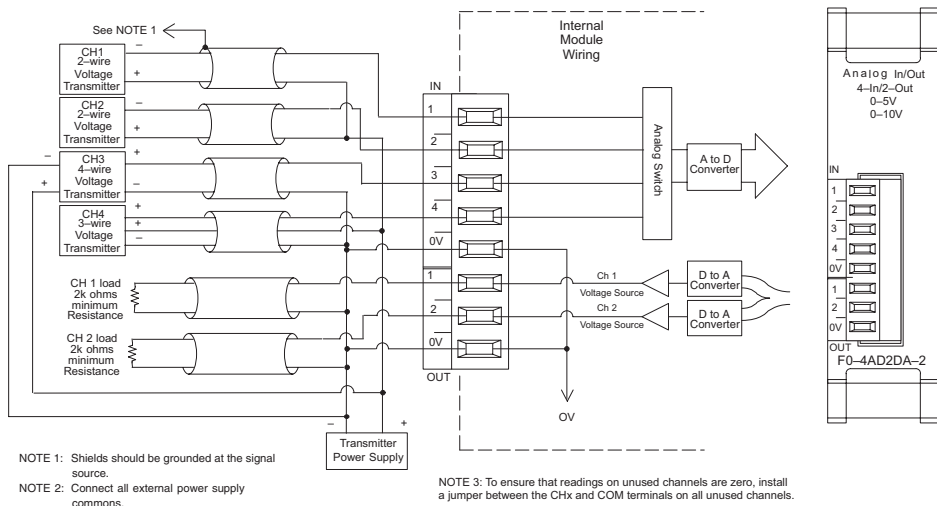 See NOTE 1
CH1
2–wire
Voltage
Transmitter
–
+
CH2
2–wire
Voltage
Transmitter
–
+
CH3
4–wire
Voltage
Transmitter
+
–
–
+
CH4
3–wire
Voltage
Transmitter
+
+
–
CH 1 load
2k ohms
minimum
Resistance
CH 2 load
2k ohms
minimum
Resistance
– +
Transmitter
Power Supply
IN
1
2
3
4
0V
1
2
0V
OUT
Internal
Module
Wiring
Analog Switch
A to D
Converter
Ch 1
Voltage Source
D to A
Converter
Ch 2
Voltage Source
D to A
Converter
OV
Analog In/Out
4–In/2–Out
0–5V
0–10V
IN
1
2
3
4
0V
1
2
0V
OUT
F0–4AD2DA–2
NOTE 1: Shields should be grounded at the signal
source.
NOTE 2: Connect all external power supply
commons.
NOTE 3: To ensure that readings on unused channels are zero, install
a jumper between the CHx and COM terminals on all unused channels.